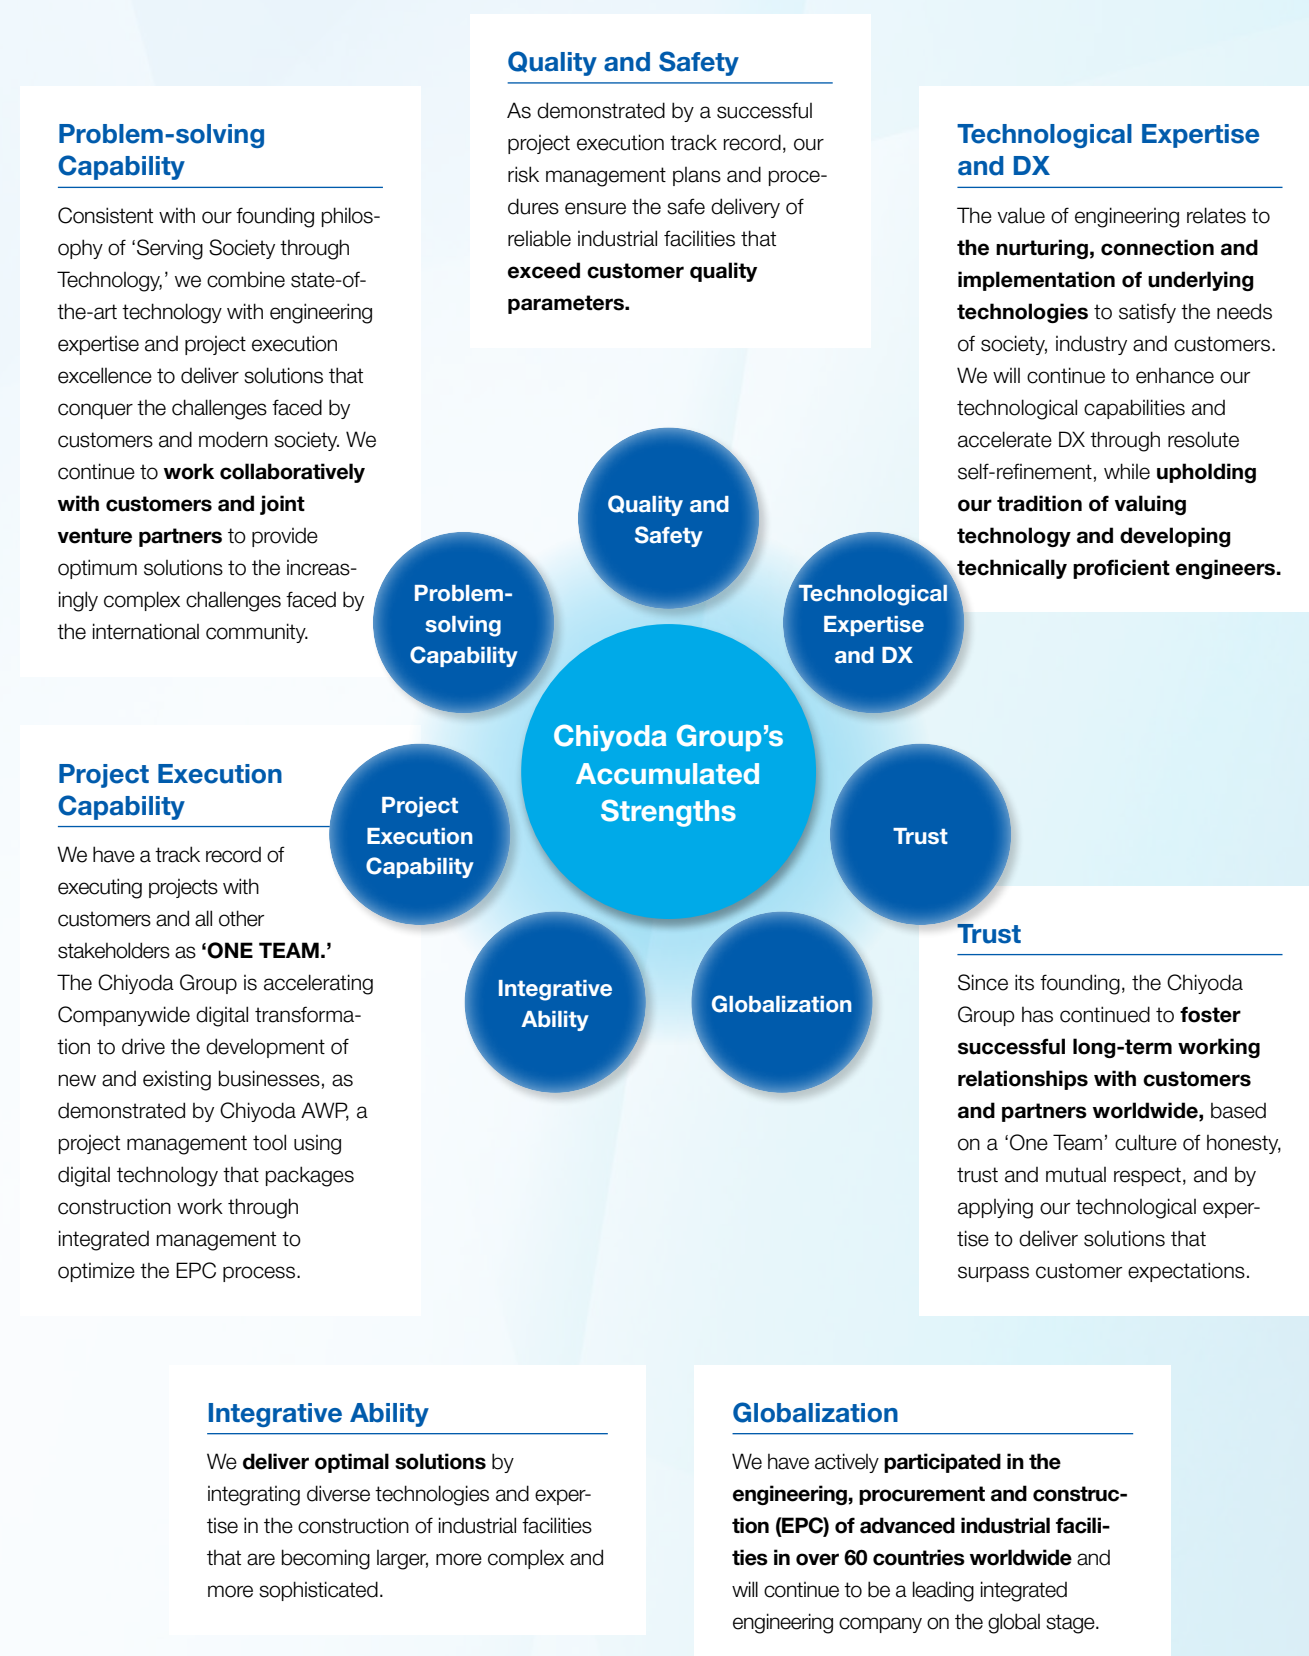 Quality and Safety
As demonstrated by a successful
project execution track record, our
risk management plans and proce-
dures ensure the safe delivery of
reliable industrial facilities that
exceed customer quality
parameters.
Problem-solving
Capability
Consistent with our founding philos-
ophy of ‘Serving Society through
Technology,’ we combine state-of-
the-art technology with engineering
expertise and project execution
excellence to deliver solutions that
conquer the challenges faced by
customers and modern society. We
continue to work collaboratively
with customers and joint
venture partners to provide
optimum solutions to the increas-
ingly complex challenges faced by
the international community.
Technological Expertise
and DX
The value of engineering relates to
the nurturing, connection and
implementation of underlying
technologies to satisfy the needs
of society, industry and customers.
We will continue to enhance our
technological capabilities and
accelerate DX through resolute
self-refinement, while upholding
our tradition of valuing
technology and developing
technically proficient engineers.
Quality and
Safety
Problem-
solving
Capability
Technological
Expertise
and DX
Chiyoda Group’s
Accumulated
Strengths
Project
Execution
Capability
Trust
Integrative
Ability
Globalization
Project Execution
Capability
We have a track record of
executing projects with
customers and all other
stakeholders as ‘ONE TEAM.’
The Chiyoda Group is accelerating
Companywide digital transforma-
tion to drive the development of
new and existing businesses, as
demonstrated by Chiyoda AWP, a
project management tool using
digital technology that packages
construction work through
integrated management to
optimize the EPC process.
Trust
Since its founding, the Chiyoda
Group has continued to foster
successful long-term working
relationships with customers
and partners worldwide, based
on a ‘One Team’ culture of honesty,
trust and mutual respect, and by
applying our technological exper-
tise to deliver solutions that
surpass customer expectations.
Integrative Ability
We deliver optimal solutions by
integrating diverse technologies and exper-
tise in the construction of industrial facilities
that are becoming larger, more complex and
more sophisticated.
Globalization
We have actively participated in the
engineering, procurement and construc-
tion (EPC) of advanced industrial facili-
ties in over 60 countries worldwide and
will continue to be a leading integrated
engineering company on the global stage.